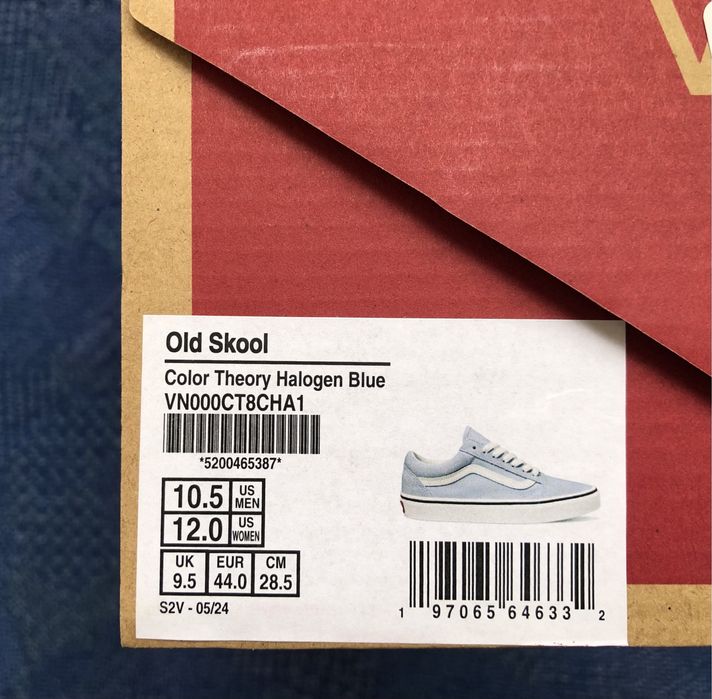 Old Skool
Color Theory Halogen Blue
VN000CT8CHA1
*5200465387*
10.5 US MEN
12.0 US WOMEN
UK EUR CM
9.5 44.0 28.5
S2V - 05/24
1 97065 64633 2